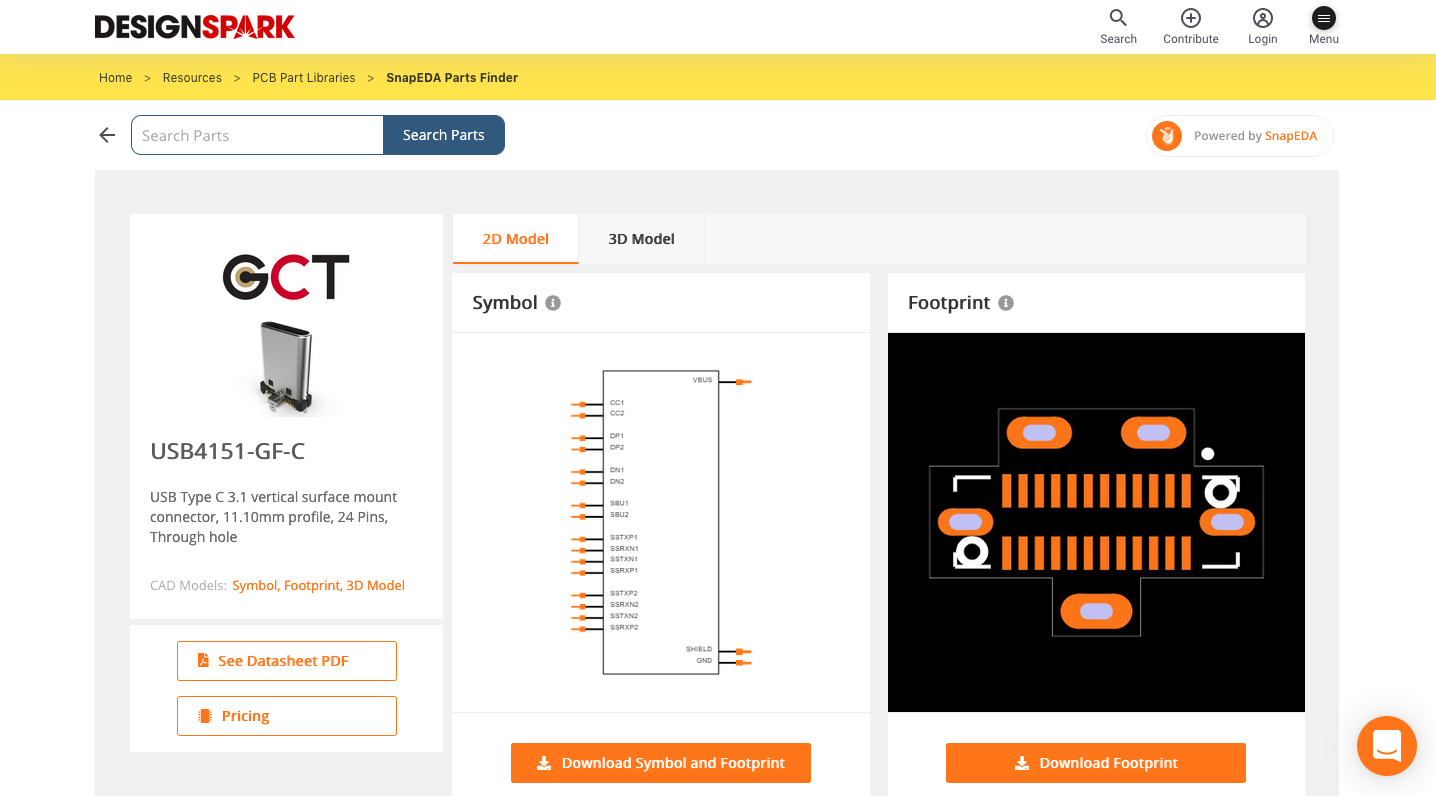 DESIGNSPARK
Search
Contribute
Login
Menu
Home > Resources > PCB Part Libraries > SnapEDA Parts Finder
Search Parts
Search Parts
Powered by SnapEDA
GCT
USB4151-GF-C
USB Type C 3.1 vertical surface mount
connector, 11.10mm profile, 24 Pins,
Through hole
CAD Models: Symbol, Footprint, 3D Model
See Datasheet PDF
Pricing
2D Model
3D Model
Symbol
VBUS
CC1
CC2
DP1
DP2
DN1
DN2
SBU1
SBU2
SSTXP1
SSRXN1
SSTXN1
SSRXP1
SSTXP2
SSRXN2
SSTXN2
SSRXP2
SHIELD
GND
Download Symbol and Footprint
Footprint
Download Footprint